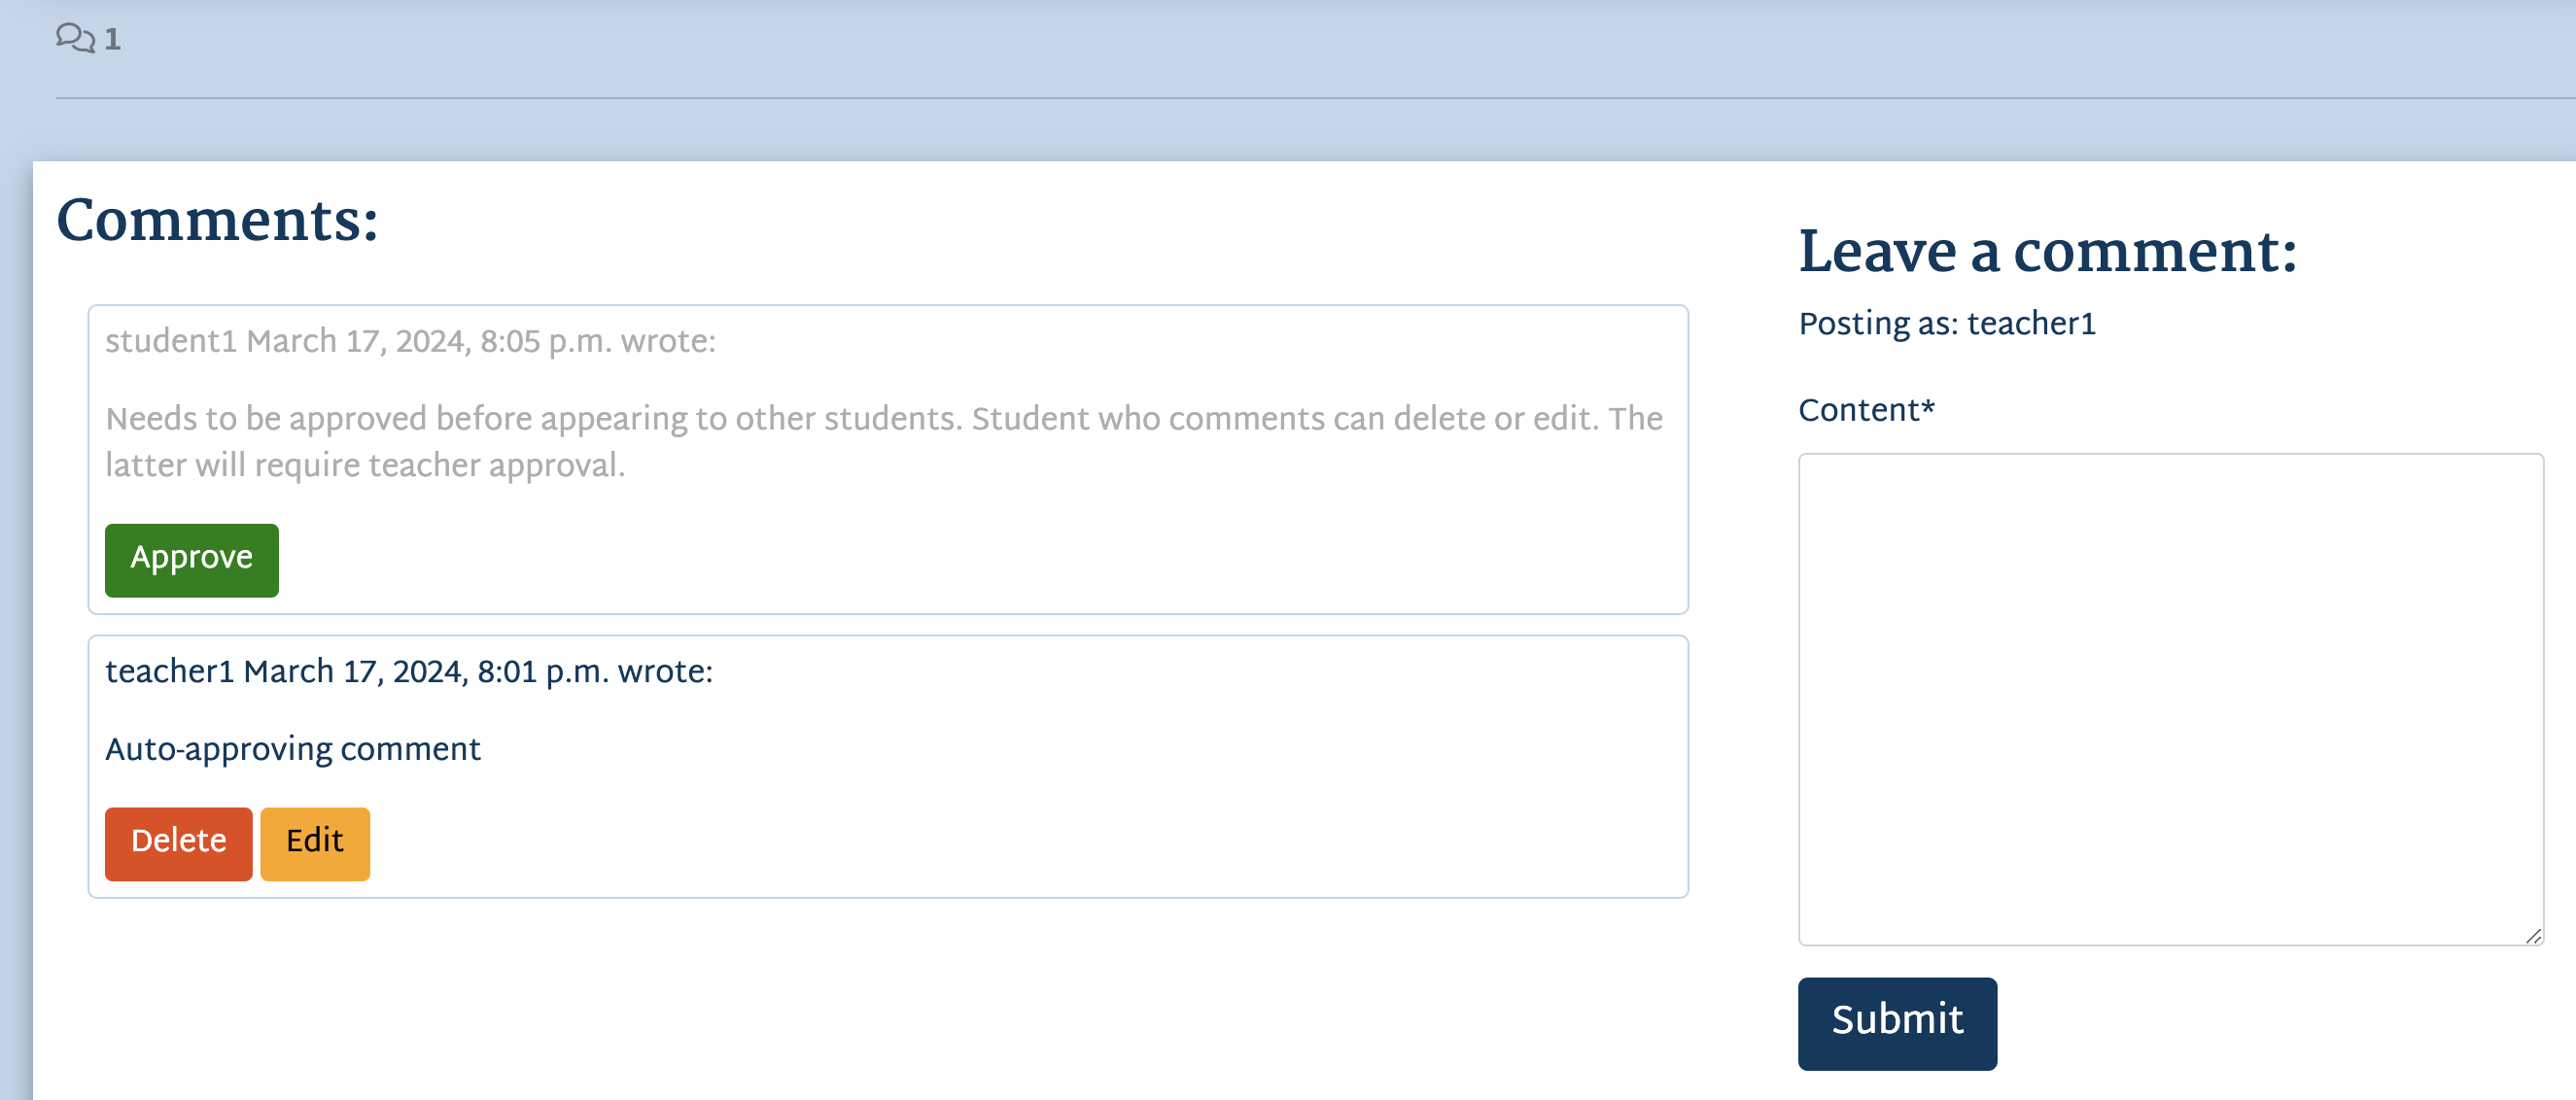 1
Comments:
student1 March 17, 2024, 8:05 p.m. wrote:
Needs to be approved before appearing to other students. Student who comments can delete or edit. The
latter will require teacher approval.
Approve
teacher1 March 17, 2024, 8:01 p.m. wrote:
Auto-approving comment
Delete Edit
Leave a comment:
Posting as: teacher1
Content*
Submit